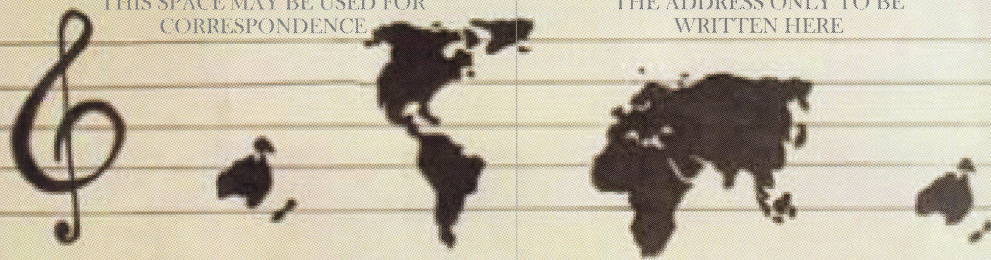 THIS SPACE MAY BE USED FOR
CORRESPONDENCE
THE ADDRESS ONLY TO BE
WRITTEN HERE